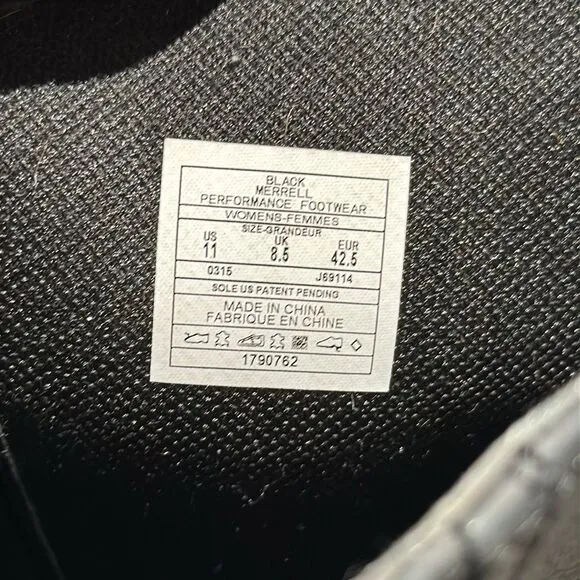 BLACK
MERRELL
PERFORMANCE FOOTWEAR
WOMENS-FEMMES
SIZE-GRANDEUR
US UK EUR
11 8.5 42.5
0315 J69114
SOLE US PATENT PENDING
MADE IN CHINA
FABRIQUE EN CHINE
1790762